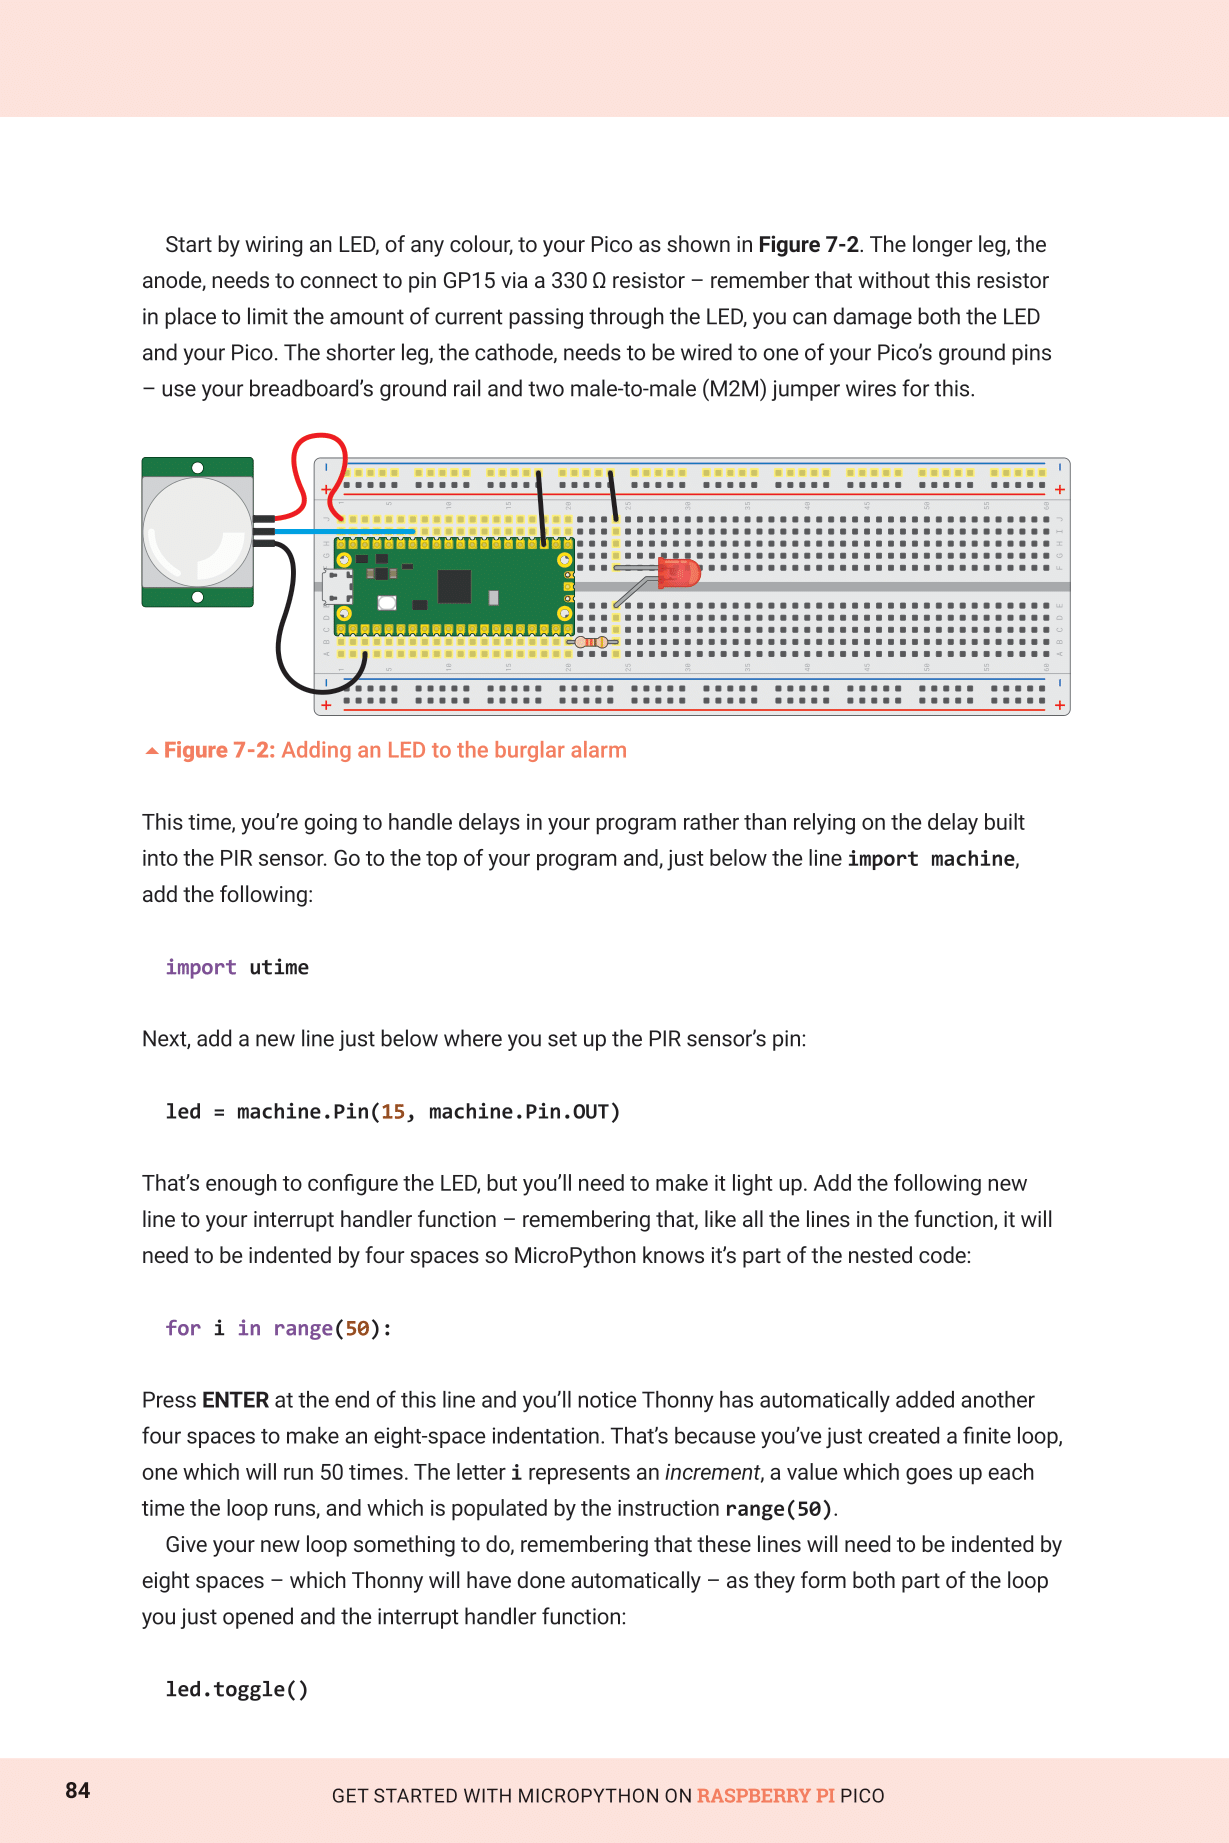 Start by wiring an LED, of any colour, to your Pico as shown in Figure 7-2. The longer leg, the
anode, needs to connect to pin GP15 via a 330 Ω resistor – remember that without this resistor
in place to limit the amount of current passing through the LED, you can damage both the LED
and your Pico. The shorter leg, the cathode, needs to be wired to one of your Pico’s ground pins
– use your breadboard’s ground rail and two male-to-male (M2M) jumper wires for this.
Figure 7-2: Adding an LED to the burglar alarm
This time, you’re going to handle delays in your program rather than relying on the delay built
into the PIR sensor. Go to the top of your program and, just below the line import machine,
add the following:
import utime
Next, add a new line just below where you set up the PIR sensor’s pin:
led = machine.Pin(15, machine.Pin.OUT)
That’s enough to configure the LED, but you’ll need to make it light up. Add the following new
line to your interrupt handler function – remembering that, like all the lines in the function, it will
need to be indented by four spaces so MicroPython knows it’s part of the nested code:
for i in range(50):
Press ENTER at the end of this line and you’ll notice Thonny has automatically added another
four spaces to make an eight-space indentation. That’s because you’ve just created a finite loop,
one which will run 50 times. The letter i represents an increment, a value which goes up each
time the loop runs, and which is populated by the instruction range(50).
Give your new loop something to do, remembering that these lines will need to be indented by
eight spaces – which Thonny will have done automatically – as they form both part of the loop
you just opened and the interrupt handler function:
led.toggle()
84
GET STARTED WITH MICROPYTHON ON RASPBERRY PI PICO